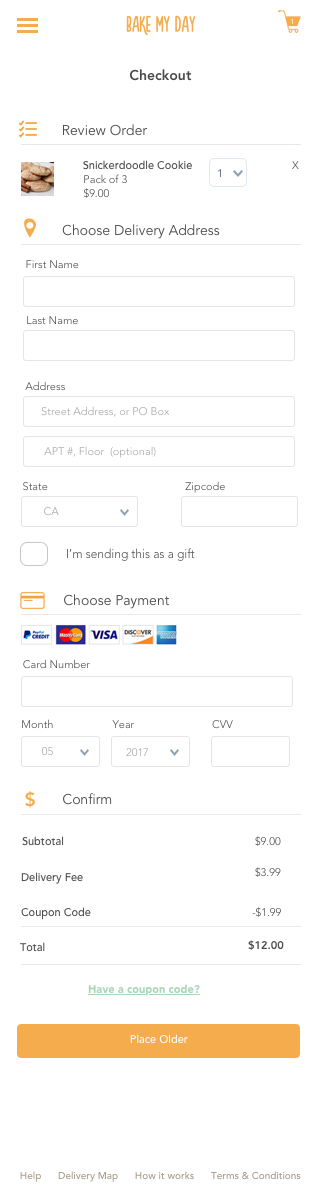 BAKE MY DAY
1
Checkout
Review Order
Snickerdoodle Cookie
Pack of 3
$9.00
1
X
Choose Delivery Address
First Name
Last Name
Address
Street Address, or PO Box
APT #, Floor (optional)
State
Zipcode
CA
I'm sending this as a gift
Choose Payment
PayPal CREDIT
MasterCard
VISA
DISCOVER
Card Number
Month
Year
CVV
05
2017
$
Confirm
Subtotal
$9.00
Delivery Fee
$3.99
Coupon Code
-$1.99
Total
$12.00
Have a coupon code?
Place Older
Help
Delivery Map
How it works
Terms & Conditions